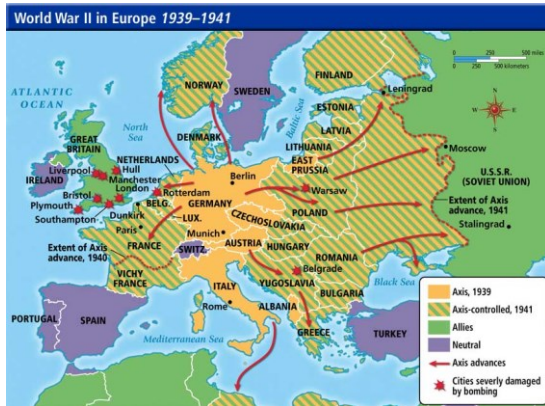 World War II in Europe 1939–1941
0 250 500 miles
0 250 500 kilometers
N
W E
S
ATLANTIC
OCEAN
North
Sea
Baltic Sea
NORWAY
SWEDEN
FINLAND
Leningrad
ESTONIA
LATVIA
LITHUANIA
EAST
PRUSSIA
DENMARK
Moscow
U.S.S.R.
(SOVIET UNION)
Extent of Axis
advance, 1941
Stalingrad
GREAT
BRITAIN
IRELAND
Liverpool
Hull
Manchester
London
Bristol
Plymouth
Southampton
NETHERLANDS
Rotterdam
BELG.
Dunkirk
LUX.
Paris
Berlin
GERMANY
Warsaw
POLAND
CZECHOSLOVAKIA
Munich
Extent of Axis
advance, 1940
FRANCE
VICHY
FRANCE
SWITZ.
AUSTRIA
HUNGARY
ROMANIA
Belgrade
YUGOSLAVIA
BULGARIA
Black Sea
ITALY
Rome
ALBANIA
GREECE
TURKEY
PORTUGAL
SPAIN
Mediterranean Sea
Axis, 1939
Axis-controlled, 1941
Allies
Neutral
Axis advances
Cities severly damaged
by bombing